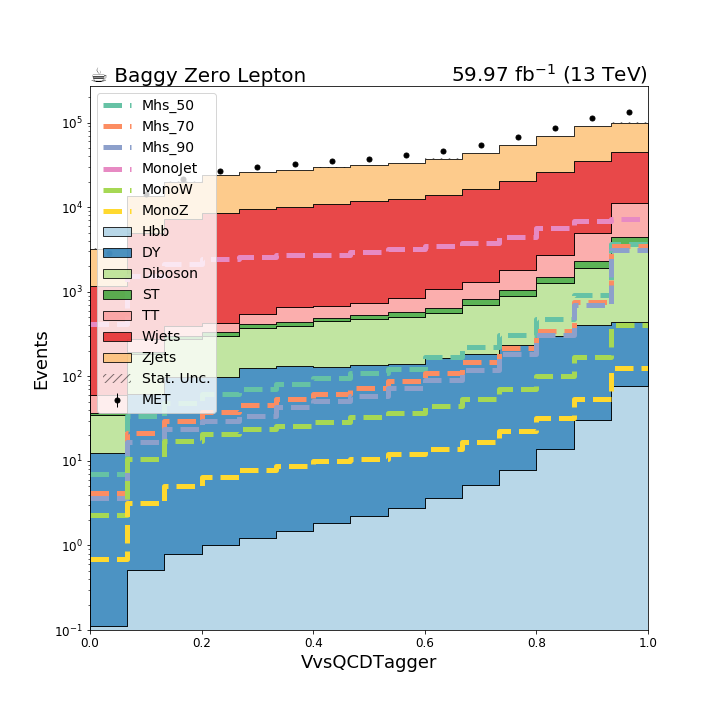 ☕ Baggy Zero Lepton
59.97 fb⁻¹ (13 TeV)
Mhs_50
Mhs_70
Mhs_90
MonoJet
MonoW
MonoZ
Hbb
DY
Diboson
ST
TT
Wjets
ZJets
Stat. Unc.
MET
Events
10⁵
10⁴
10³
10²
10¹
10⁰
10⁻¹
0.0 0.2 0.4 0.6 0.8 1.0
VvsQCDTagger